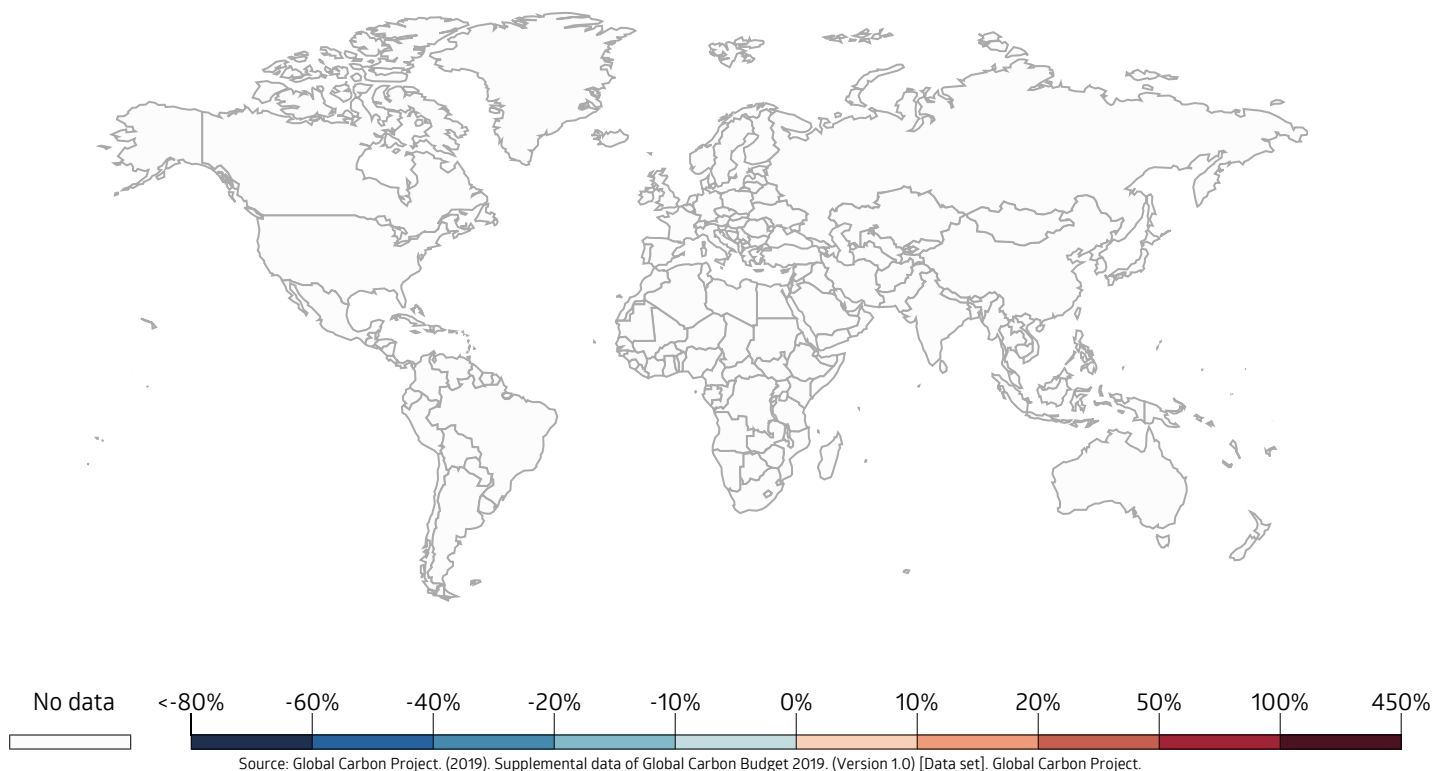 No data <-80% -60% -40% -20% -10% 0% 10% 20% 50% 100% 450%
Source: Global Carbon Project. (2019). Supplemental data of Global Carbon Budget 2019. (Version 1.0) [Data set]. Global Carbon Project.